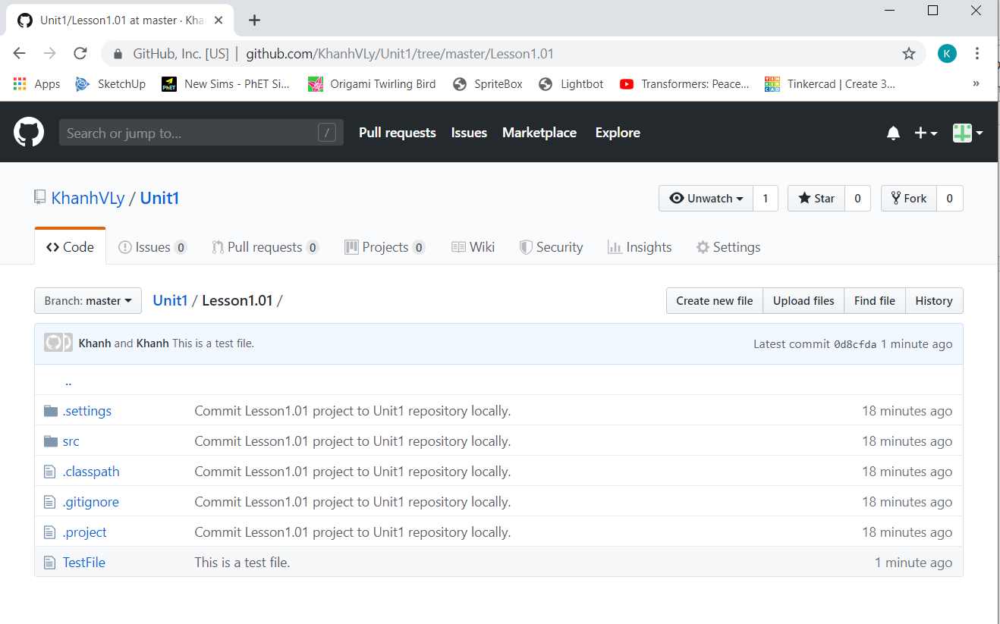 Unit1/Lesson1.01 at master · Kha
GitHub, Inc. [US] | github.com/KhanhVLy/Unit1/tree/master/Lesson1.01 K
Apps SketchUp New Sims - PhET Si... Origami Twirling Bird SpriteBox Lightbot Transformers: Peace... Tinkercad | Create 3... »
Search or jump to... / Pull requests Issues Marketplace Explore
KhanhVLy / Unit1 Unwatch 1 Star 0 Fork 0
Code Issues 0 Pull requests 0 Projects 0 Wiki Security Insights Settings
Branch: master Unit1 / Lesson1.01 / Create new file Upload files Find file History
Khanh and Khanh This is a test file. Latest commit 0d8cfda 1 minute ago
..
.settings Commit Lesson1.01 project to Unit1 repository locally. 18 minutes ago
src Commit Lesson1.01 project to Unit1 repository locally. 18 minutes ago
.classpath Commit Lesson1.01 project to Unit1 repository locally. 18 minutes ago
.gitignore Commit Lesson1.01 project to Unit1 repository locally. 18 minutes ago
.project Commit Lesson1.01 project to Unit1 repository locally. 18 minutes ago
TestFile This is a test file. 1 minute ago